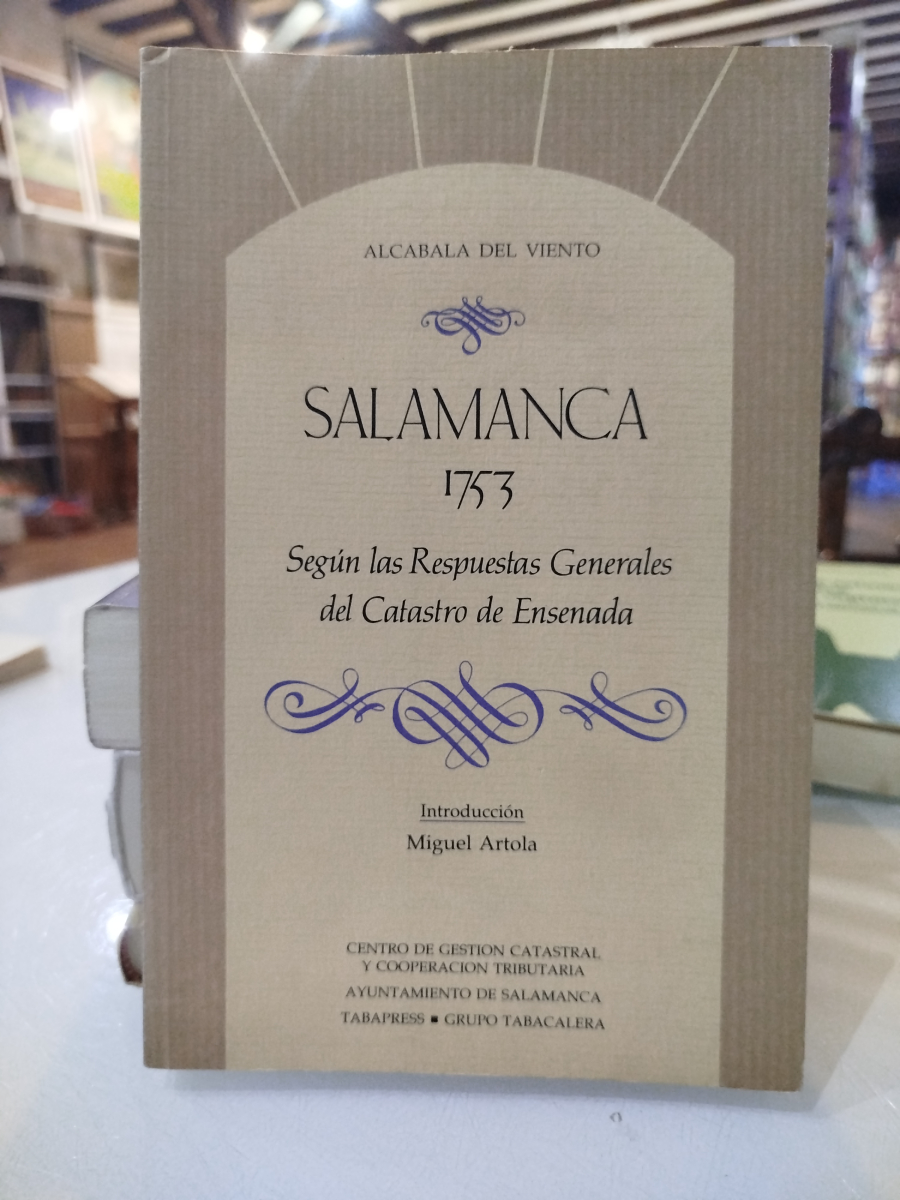 ALCABALA DEL VIENTO
SALAMANCA
1753
Según las Respuestas Generales
del Catastro de Ensenada
Introducción
Miguel Artola
CENTRO DE GESTION CATASTRAL
Y COOPERACION TRIBUTARIA
AYUNTAMIENTO DE SALAMANCA
TABAPRESS ■ GRUPO TABACALERA